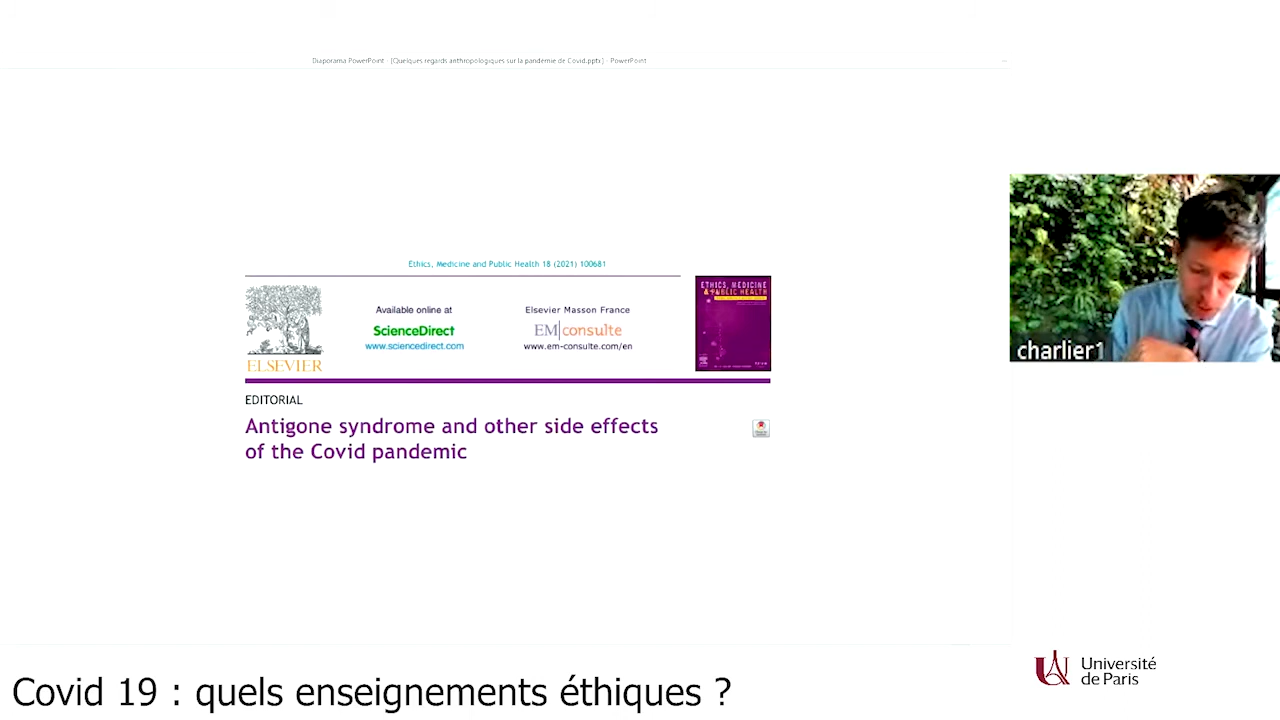 Diaporama PowerPoint - [Quelques regards anthropologiques sur la pandémie de Covid.pptx] - PowerPoint
Ethics, Medicine and Public Health 18 (2021) 100681
Available online at
ScienceDirect
www.sciencedirect.com
Elsevier Masson France
EM|consulte
www.em-consulte.com/en
ETHICS, MEDICINE
& PUBLIC HEALTH
ELSEVIER
EDITORIAL
Antigone syndrome and other side effects
of the Covid pandemic
charlier1
Covid 19 : quels enseignements éthiques ?
Université
de Paris